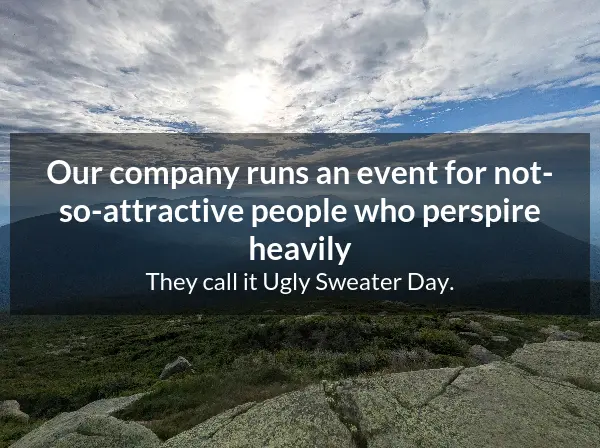 Our company runs an event for not-
so-attractive people who perspire
heavily
They call it Ugly Sweater Day.